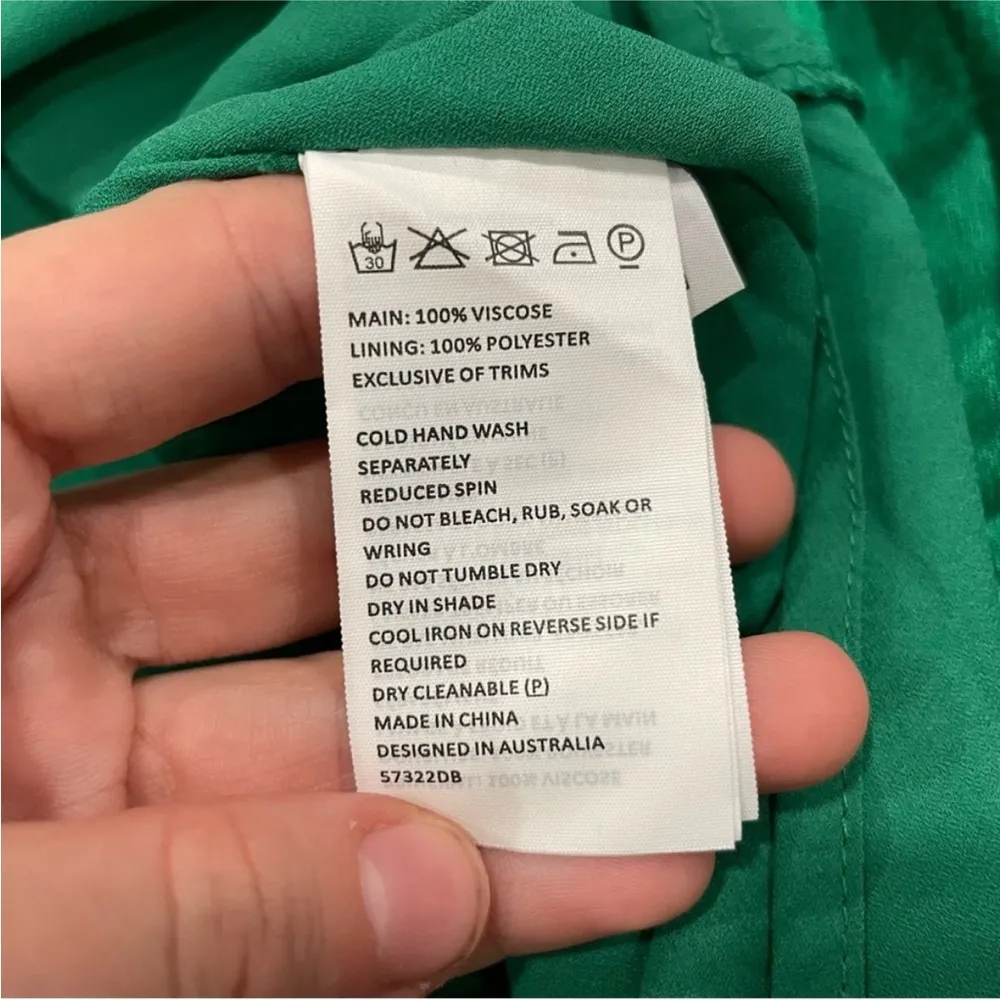 30
P
MAIN: 100% VISCOSE
LINING: 100% POLYESTER
EXCLUSIVE OF TRIMS
COLD HAND WASH
SEPARATELY
REDUCED SPIN
DO NOT BLEACH, RUB, SOAK OR
WRING
DO NOT TUMBLE DRY
DRY IN SHADE
COOL IRON ON REVERSE SIDE IF
REQUIRED
DRY CLEANABLE (P)
MADE IN CHINA
DESIGNED IN AUSTRALIA
57322DB